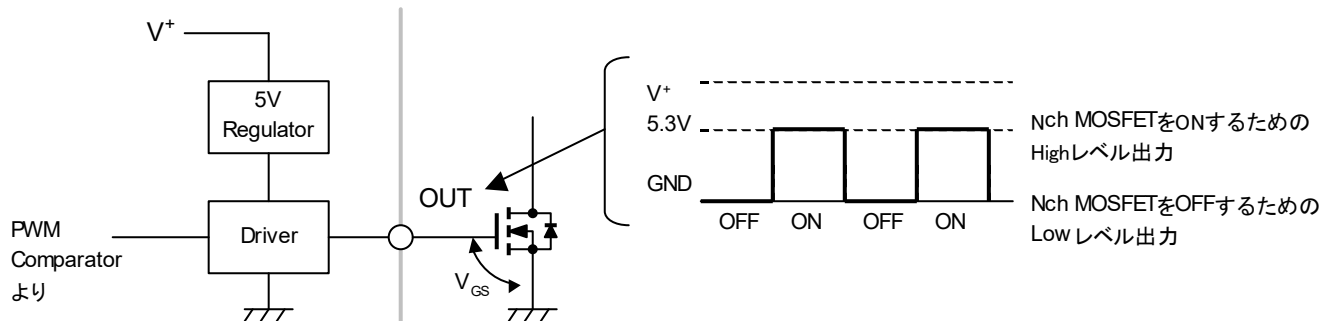 V+
5V
Regulator
Driver
PWM
Comparator
より
OUT
VGS
V+
5.3V
GND
OFF ON OFF ON
Nch MOSFETをONするための
Highレベル出力
Nch MOSFETをOFFするための
Lowレベル出力